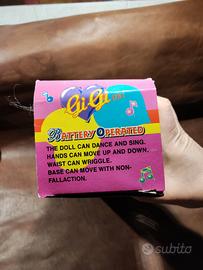 BATTERY OPERATED
THE DOLL CAN DANCE AND SING.
HANDS CAN MOVE UP AND DOWN.
WAIST CAN WRIGGLE.
BASE CAN MOVE WITH NON-
FALLACTION.
subito